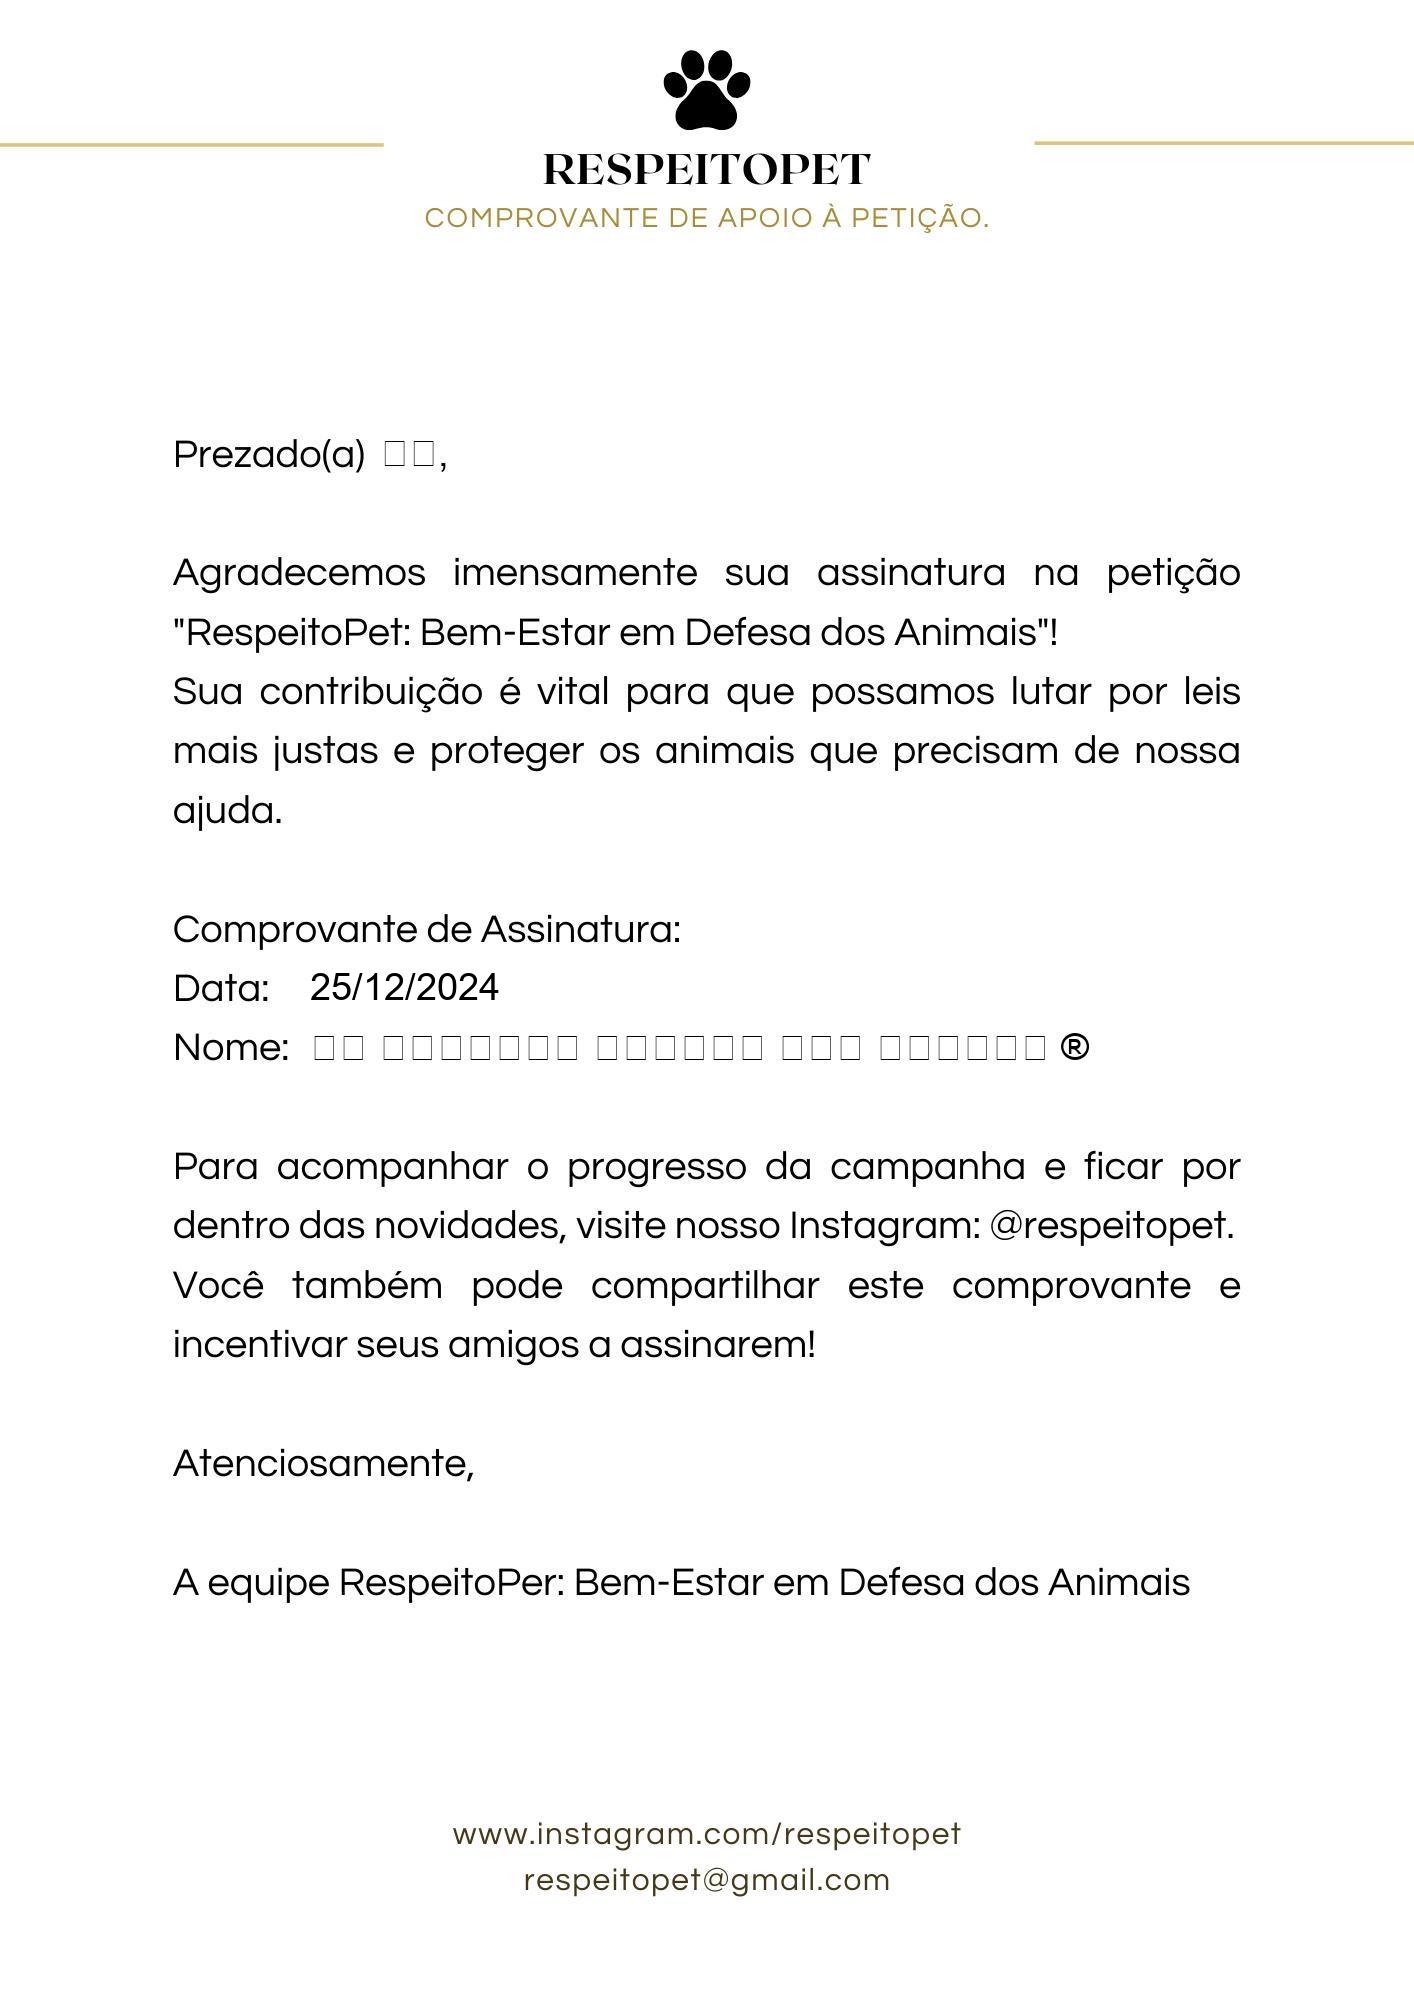 RESPEITOPET
COMPROVANTE DE APOIO À PETIÇÃO.
Prezado(a) ,
Agradecemos imensamente sua assinatura na petição
"RespeitoPet: Bem-Estar em Defesa dos Animais"!
Sua contribuição é vital para que possamos lutar por leis
mais justas e proteger os animais que precisam de nossa
ajuda.
Comprovante de Assinatura:
Data: 25/12/2024
Nome: ®
Para acompanhar o progresso da campanha e ficar por
dentro das novidades, visite nosso Instagram: @respeitopet.
Você também pode compartilhar este comprovante e
incentivar seus amigos a assinarem!
Atenciosamente,
A equipe RespeitoPer: Bem-Estar em Defesa dos Animais
www.instagram.com/respeitopet
respeitopet@gmail.com